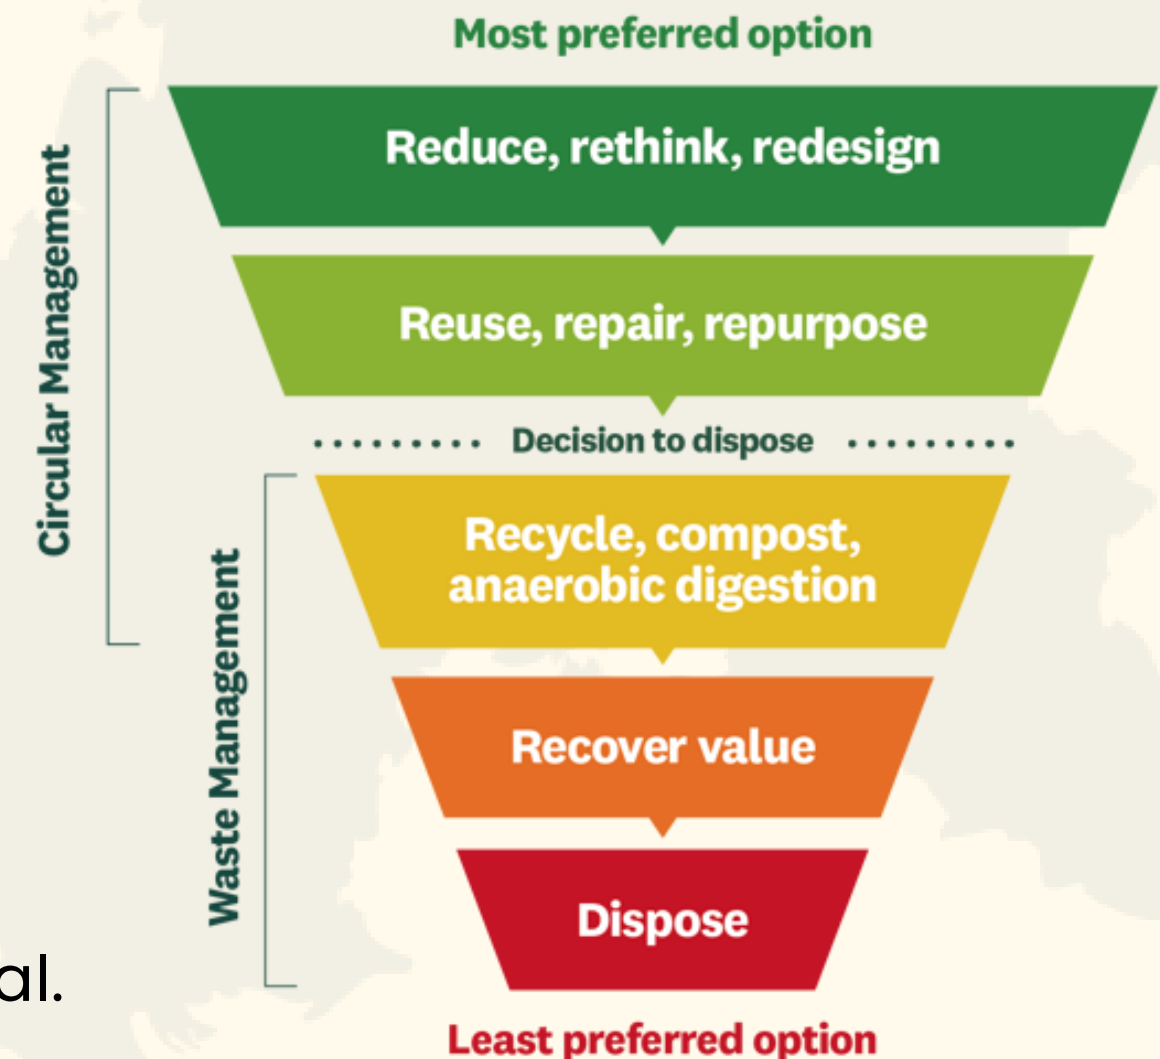 Most preferred option
Circular Management
Reduce, rethink, redesign
Reuse, repair, repurpose
Decision to dispose
Waste Management
Recycle, compost,
anaerobic digestion
Recover value
Dispose
al.
Least preferred option